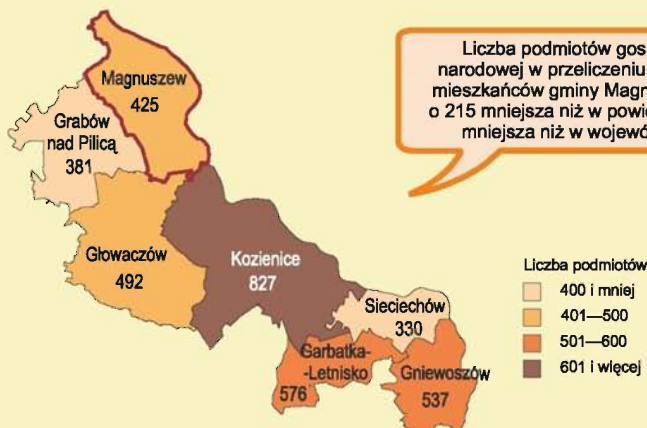 Magnuszew
425
Grabów
nad Pilicą
381
Głowaczów
492
Kozienice
827
Sieciechów
330
Garbatka-
-Letnisko
576
Gniewoszów
537
Liczba podmiotów gos
narodowej w przeliczeniu
mieszkańców gminy Magn
o 215 mniejsza niż w powie
mniejsza niż w wojewó
Liczba podmiotów
400 i mniej
401—500
501—600
601 i więcej